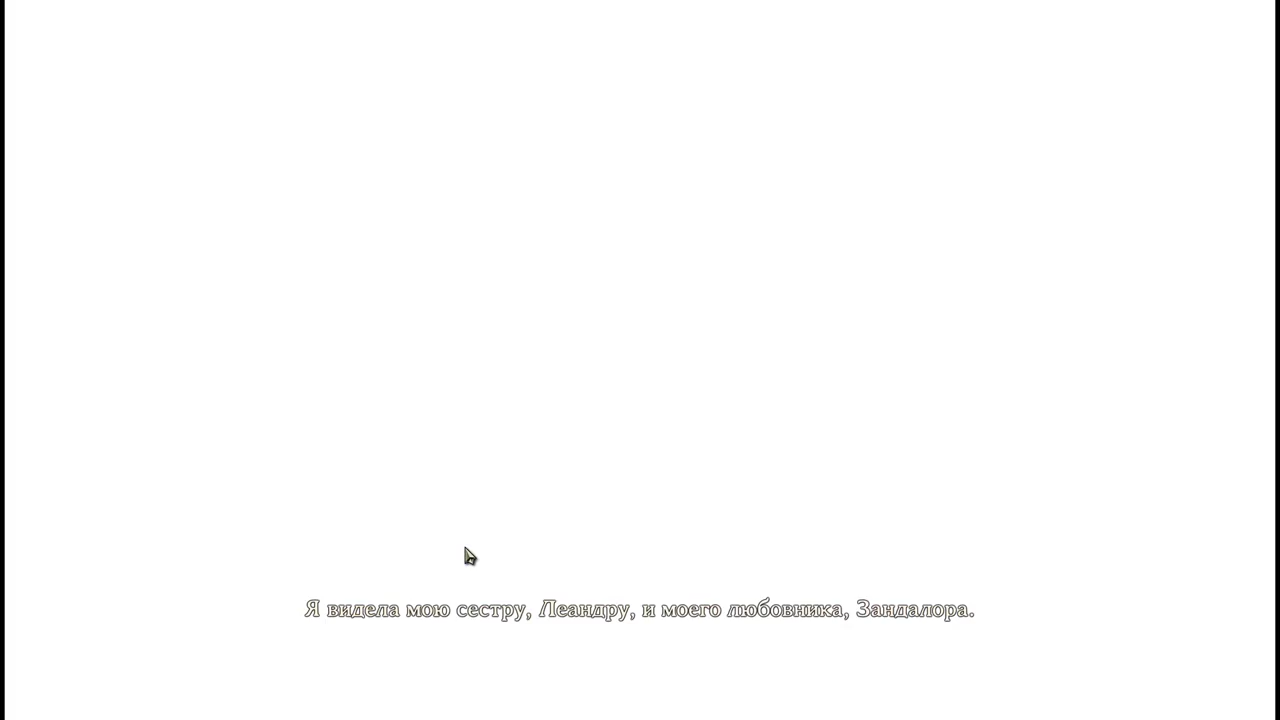 Я видела мою сестру, Леандру, и моего любовника, Зандалора.